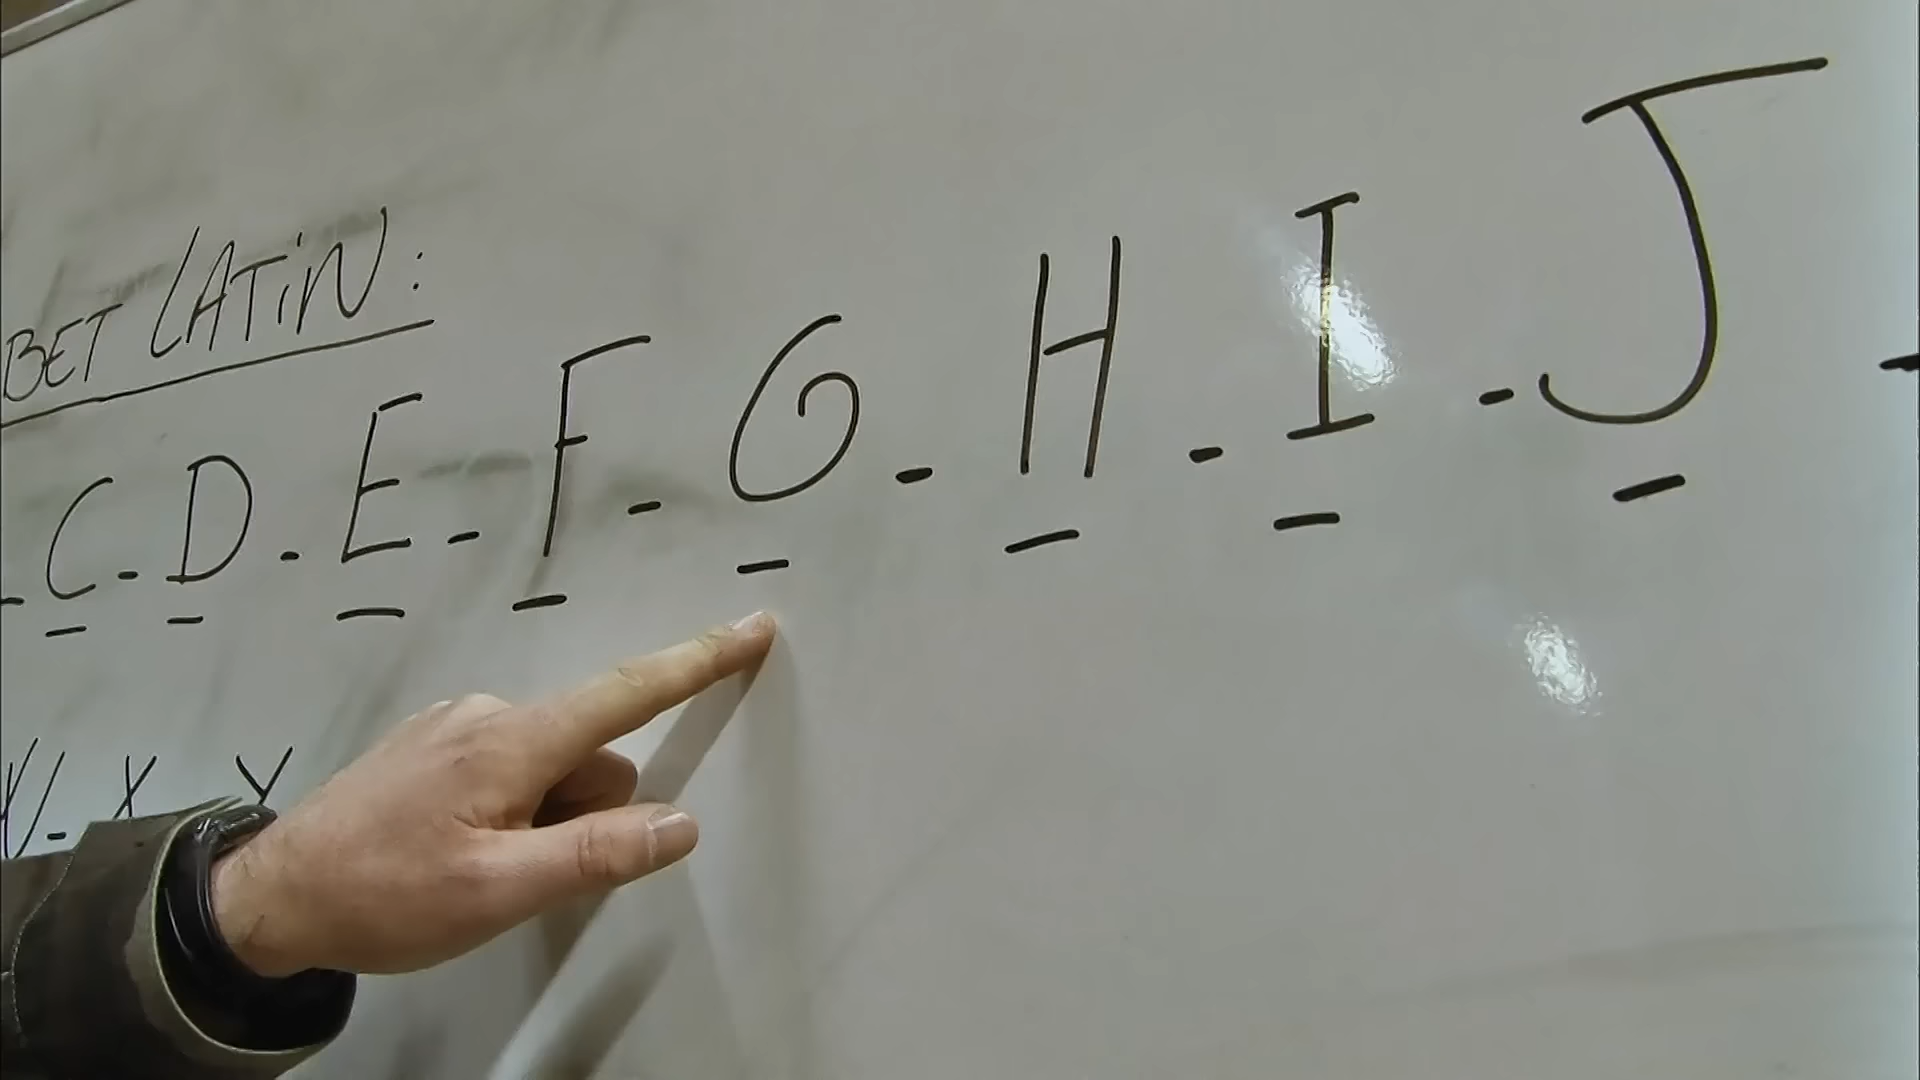 BET LATiN:
- C - D - E - F - G - H - I - J -
- X Y